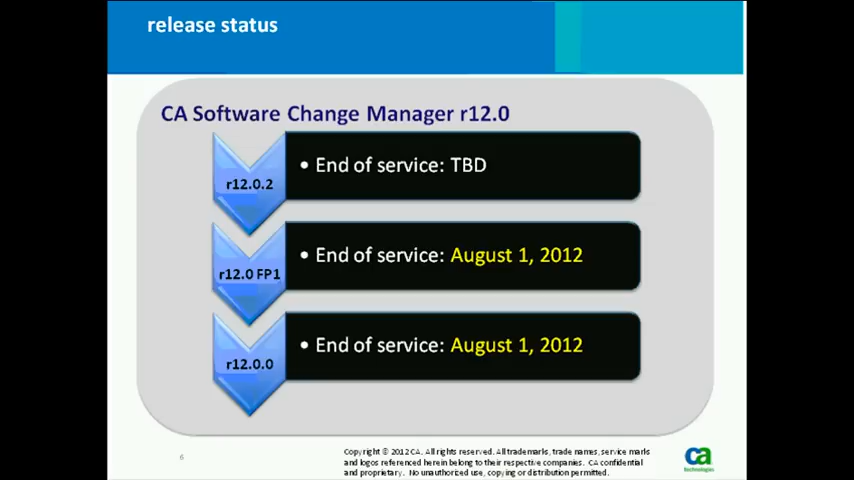 release status
CA Software Change Manager r12.0
r12.0.2
• End of service: TBD
r12.0 FP1
• End of service: August 1, 2012
r12.0.0
• End of service: August 1, 2012
6
Copyright © 2012 CA. All rights reserved. All trademarks, trade names, service marks
and logos referenced herein belong to their respective companies. CA confidential
and proprietary. No unauthorized use, copying or distribution permitted.
ca
technologies